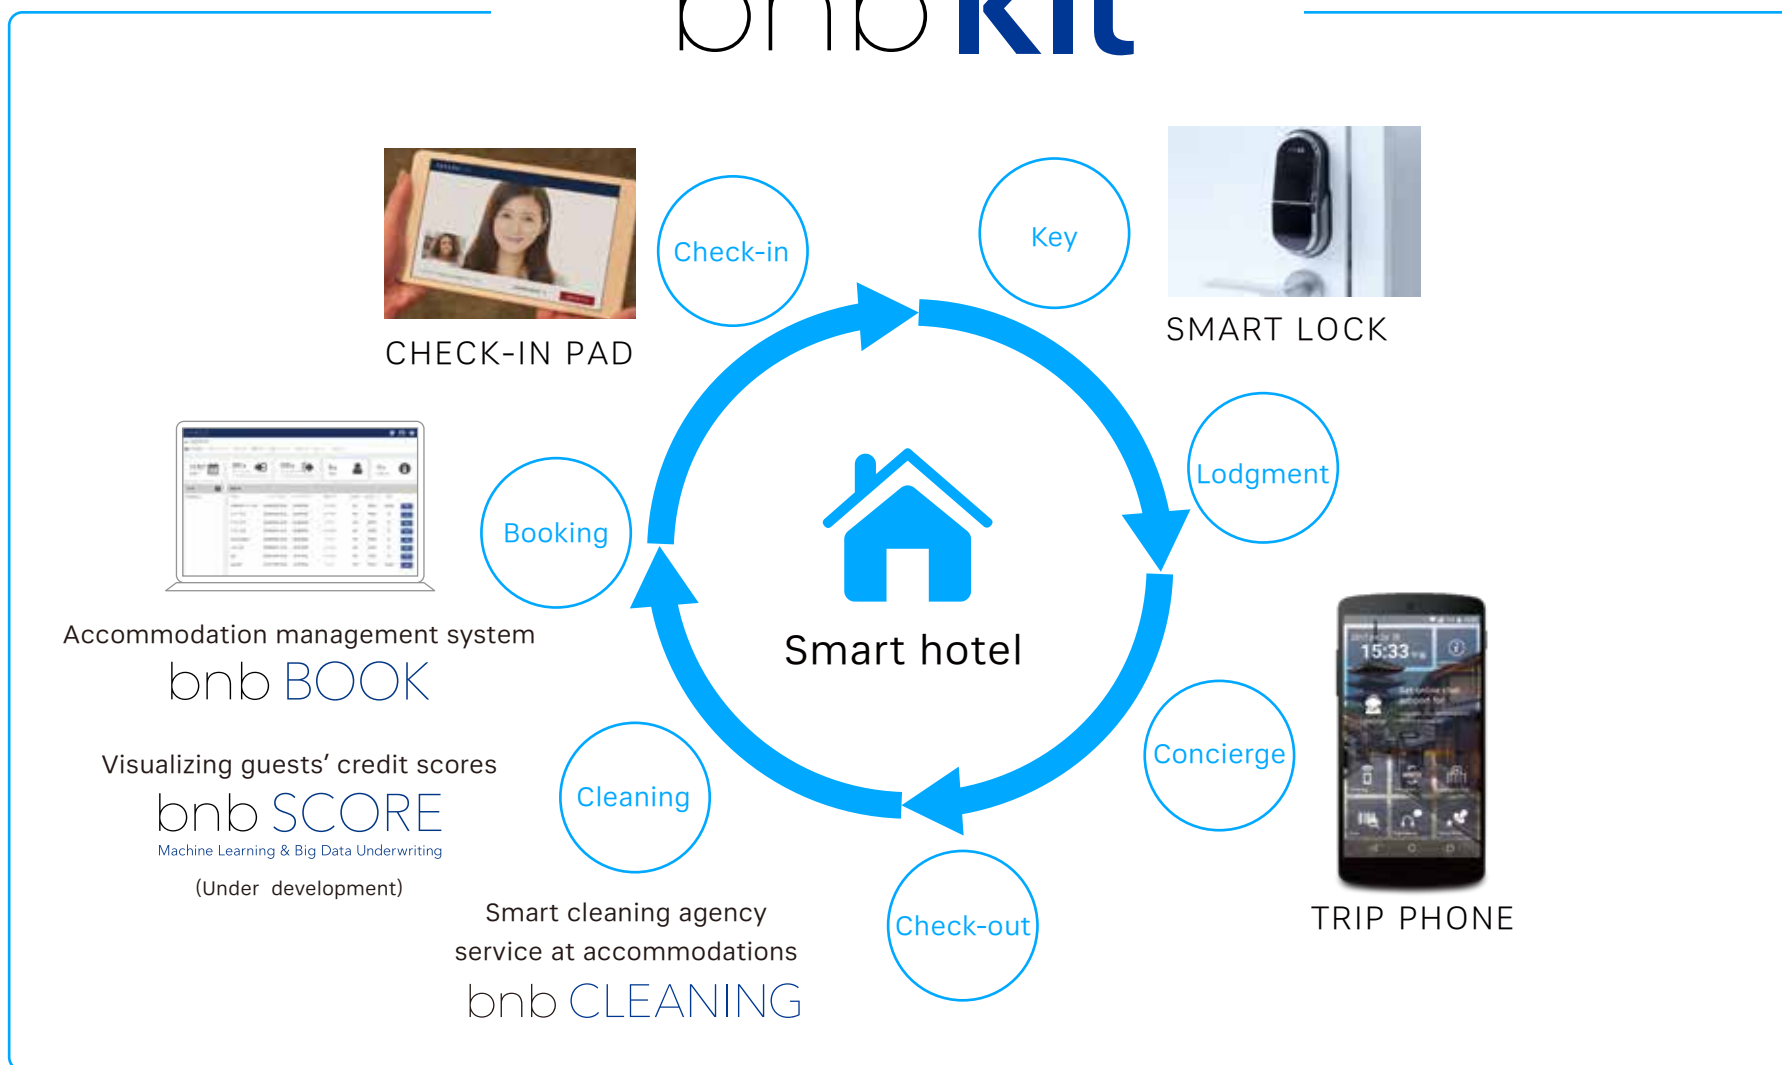 bnb kit
Check-in
Key
CHECK-IN PAD
SMART LOCK
Lodgment
Booking
Smart hotel
Accommodation management system
bnb BOOK
Visualizing guests’ credit scores
bnb SCORE
Machine Learning & Big Data Underwriting
(Under development)
Cleaning
Smart cleaning agency
service at accommodations
bnb CLEANING
Check-out
Concierge
15:33
TRIP PHONE